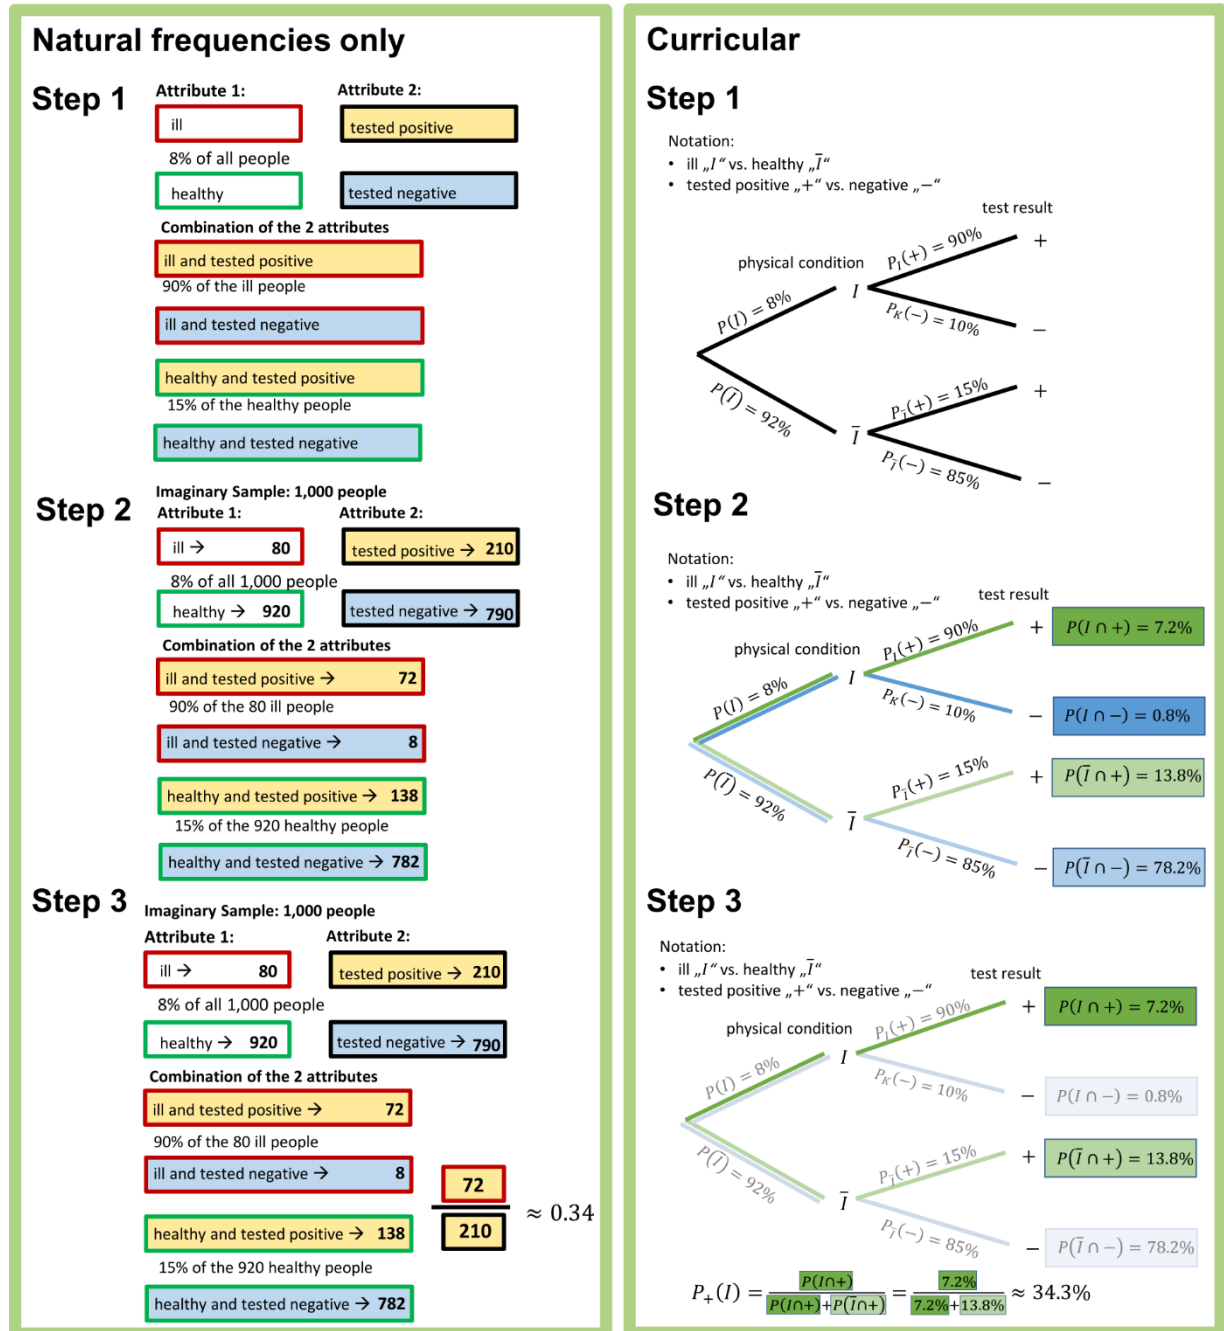 Natural frequencies only
Step 1
Attribute 1:
Attribute 2:
ill
tested positive
8% of all people
healthy
tested negative
Combination of the 2 attributes
ill and tested positive
90% of the ill people
ill and tested negative
healthy and tested positive
15% of the healthy people
healthy and tested negative
Step 2
Imaginary Sample: 1,000 people
Attribute 1:
Attribute 2:
ill → 80
tested positive → 210
8% of all 1,000 people
healthy → 920
tested negative → 790
Combination of the 2 attributes
ill and tested positive → 72
90% of the 80 ill people
ill and tested negative → 8
healthy and tested positive → 138
15% of the 920 healthy people
healthy and tested negative → 782
Step 3
Imaginary Sample: 1,000 people
Attribute 1:
Attribute 2:
ill → 80
tested positive → 210
8% of all 1,000 people
healthy → 920
tested negative → 790
Combination of the 2 attributes
ill and tested positive → 72
90% of the 80 ill people
ill and tested negative → 8
healthy and tested positive → 138
15% of the 920 healthy people
healthy and tested negative → 782
72
210
≈ 0.34
Curricular
Step 1
Notation:
• ill „I“ vs. healthy „I̅“
• tested positive „+“ vs. negative „−“
test result
physical condition
P_I(+) = 90%
+
P(I) = 8%
I
P_K(−) = 10%
−
P(I̅) = 92%
I̅
P_I̅(+) = 15%
+
P_I̅(−) = 85%
−
Step 2
Notation:
• ill „I“ vs. healthy „I̅“
• tested positive „+“ vs. negative „−“
test result
physical condition
P_I(+) = 90%
+ P(I ∩ +) = 7.2%
P(I) = 8%
I
P_K(−) = 10%
− P(I ∩ −) = 0.8%
P(I̅) = 92%
I̅
P_I̅(+) = 15%
+ P(I̅ ∩ +) = 13.8%
P_I̅(−) = 85%
− P(I̅ ∩ −) = 78.2%
Step 3
Notation:
• ill „I“ vs. healthy „I̅“
• tested positive „+“ vs. negative „−“
test result
physical condition
P_I(+) = 90%
+ P(I ∩ +) = 7.2%
P(I) = 8%
I
P_K(−) = 10%
− P(I ∩ −) = 0.8%
P(I̅) = 92%
I̅
P_I̅(+) = 15%
+ P(I̅ ∩ +) = 13.8%
P_I̅(−) = 85%
− P(I̅ ∩ −) = 78.2%
P₊(I) = P(I∩+) / P(I∩+)+P(I̅∩+) = 7.2% / 7.2%+13.8% ≈ 34.3%